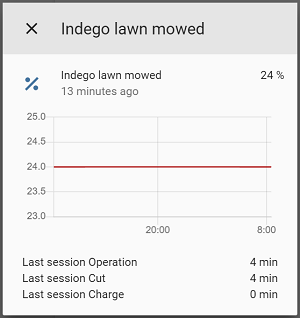 Indego lawn mowed
Indego lawn mowed 24 %
13 minutes ago
25.0
24.5
24.0
23.5
23.0
20:00 8:00
Last session Operation 4 min
Last session Cut 4 min
Last session Charge 0 min